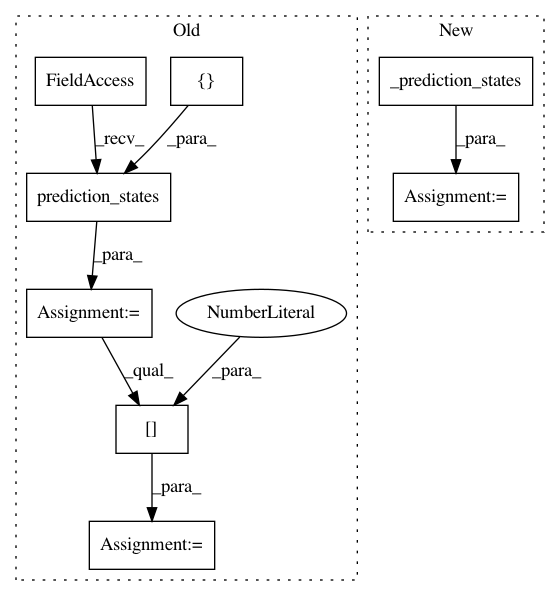 Old
New
FieldAccess
{}
_prediction_states
_recv_
_para_
_para_
prediction_states
Assignment:=
_para_
Assignment:=
NumberLiteral
_qual_
_para_
[]
_para_
Assignment:=